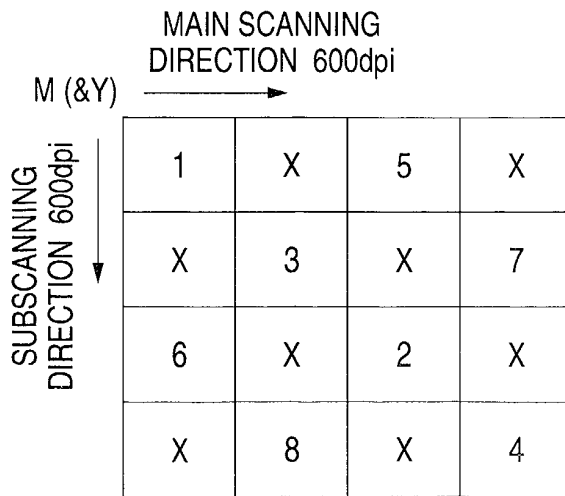 MAIN SCANNING
DIRECTION 600dpi
M (&Y)
SUBSCANNING
DIRECTION 600dpi
1 X 5 X
X 3 X 7
6 X 2 X
X 8 X 4